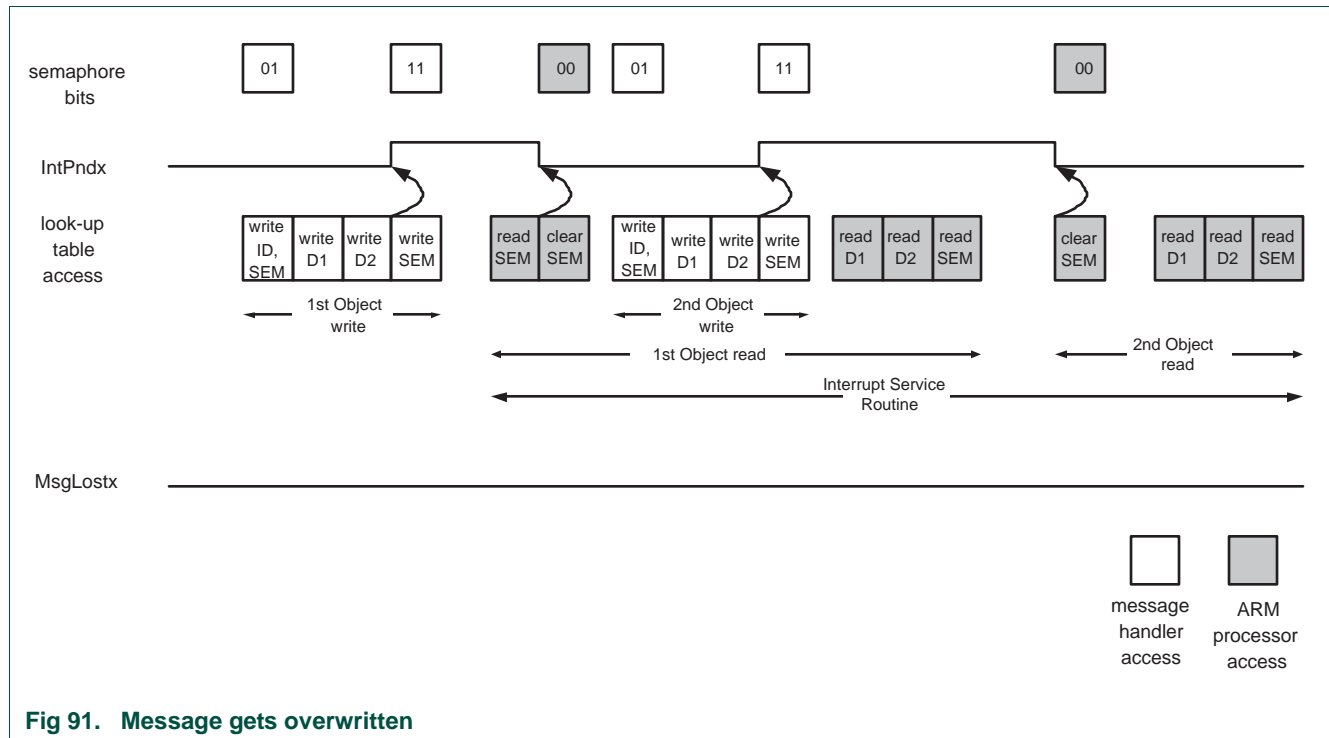 semaphore
bits
01
11
00
01
11
00
IntPndx
look-up
table
access
write
ID,
SEM
write
D1
write
D2
write
SEM
read
SEM
clear
SEM
write
ID,
SEM
write
D1
write
D2
write
SEM
read
D1
read
D2
read
SEM
clear
SEM
read
D1
read
D2
read
SEM
1st Object
write
2nd Object
write
1st Object read
2nd Object
read
Interrupt Service
Routine
MsgLostx
message
handler
access
ARM
processor
access
Fig 91. Message gets overwritten